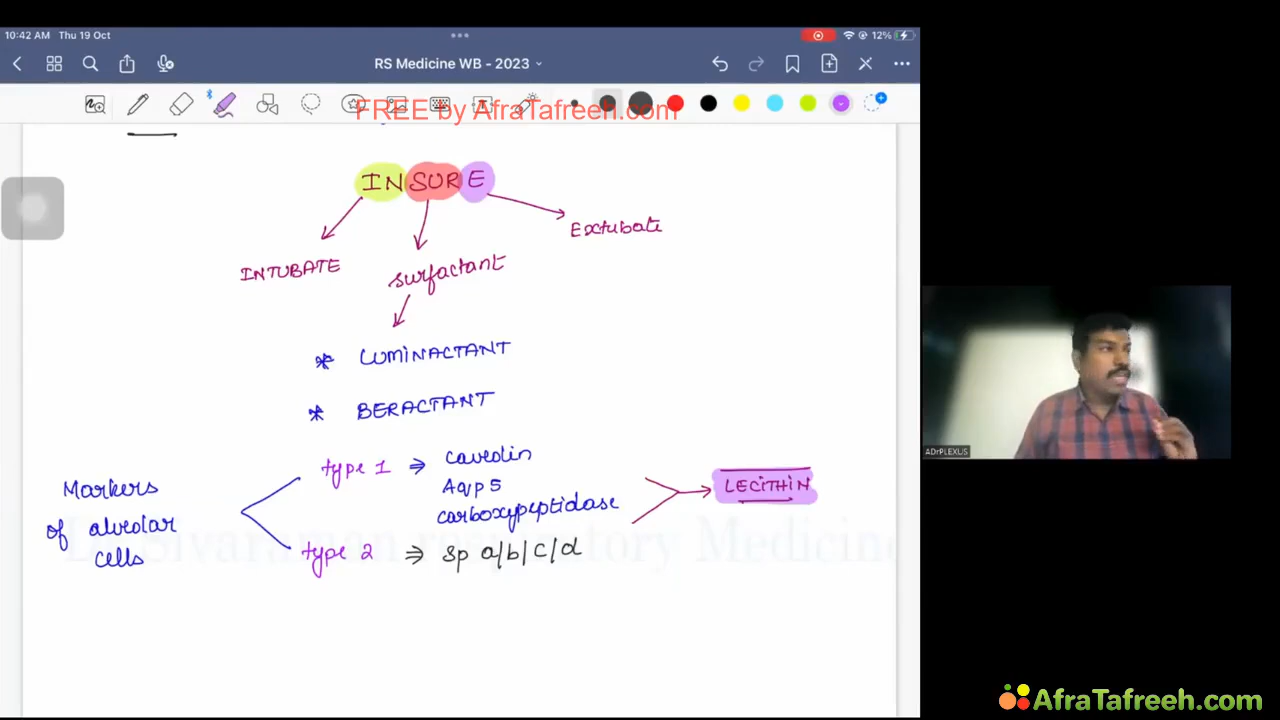 10:42 AM Thu 19 Oct
12%
RS Medicine WB - 2023
FREE by AfraTafreeh.com
INSURE
Extubate
INTUBATE
surfactant
* LUMINACTANT
* BERACTANT
type 1 ⇒ caveolin
Aqp 5
carboxypeptidase
LECITHIN
Markers
of alveolar
cells
type 2 ⇒ sp a/b/c/d
respiratory Medicine
ADrPLEXUS
AfraTafreeh.com